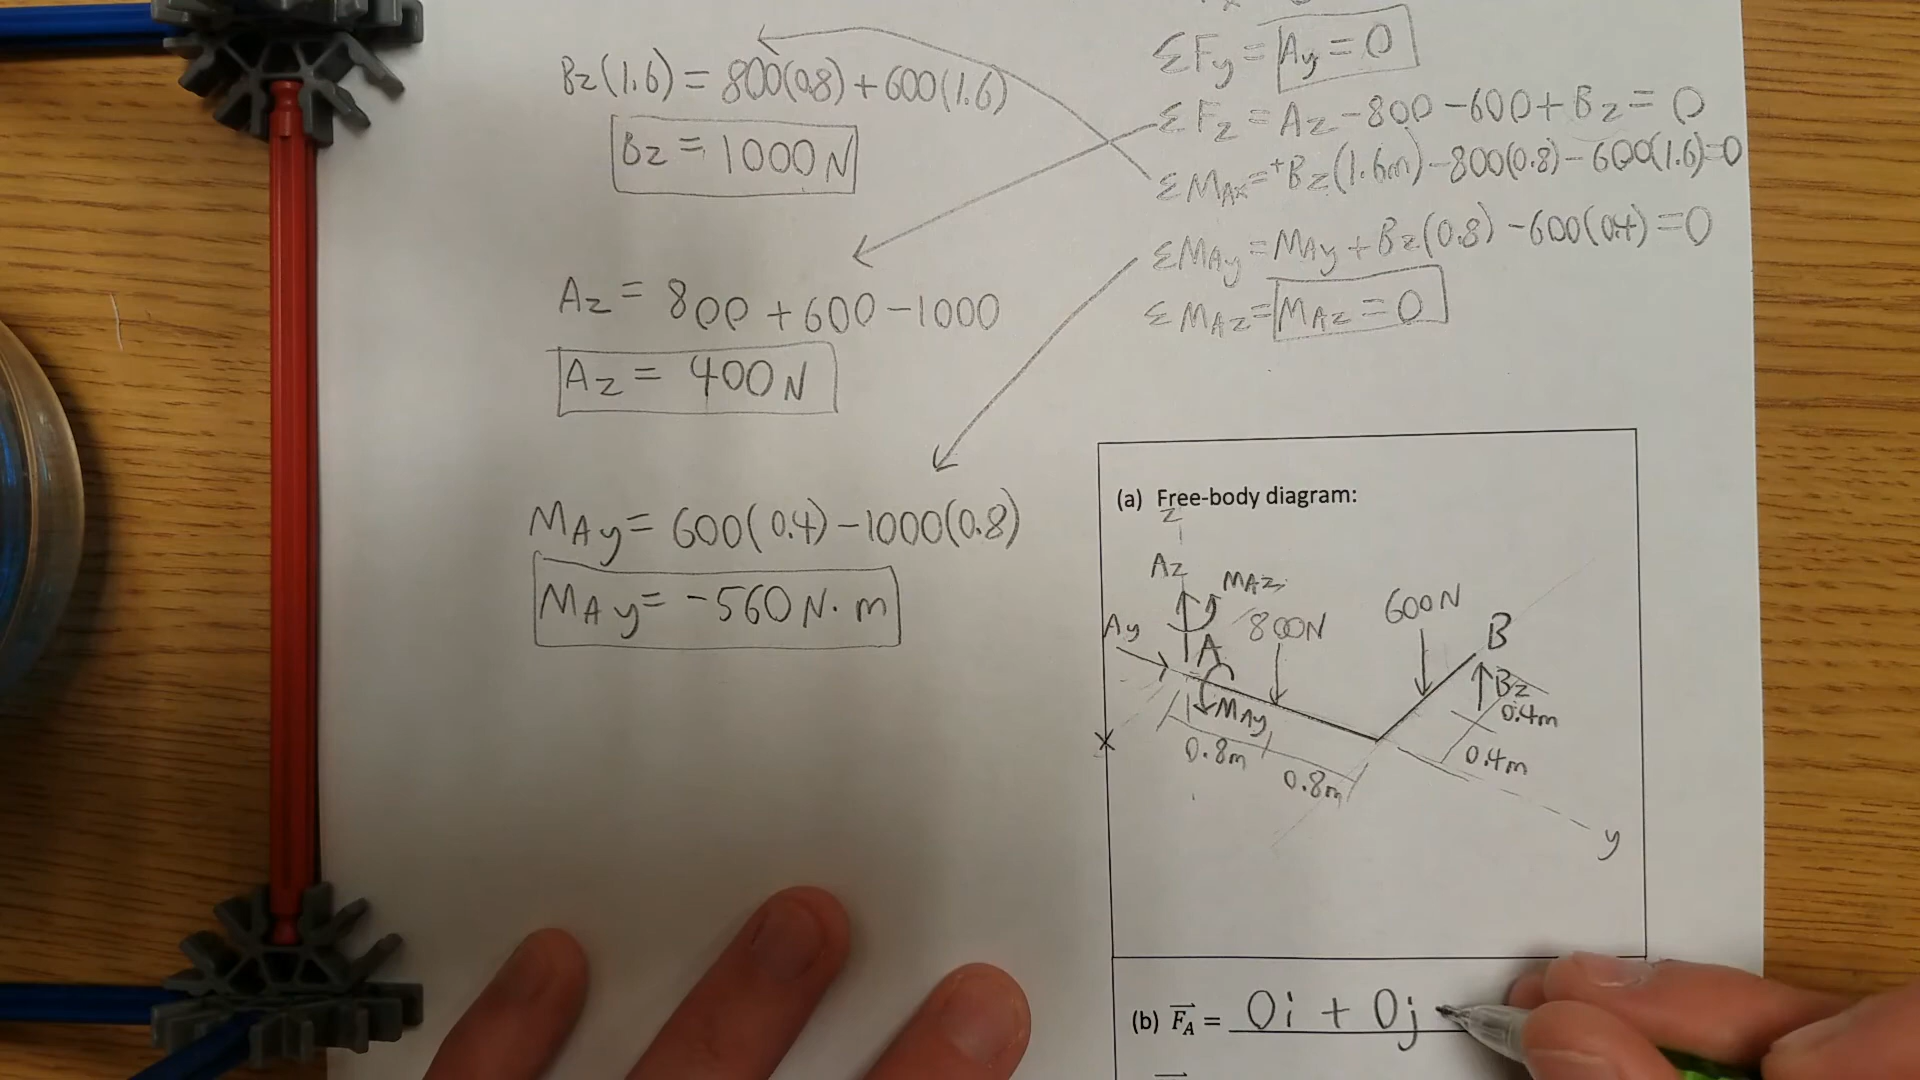 Bz(1.6) = 800(0.8) + 600(1.6)
Bz = 1000 N
Az = 800 + 600 - 1000
Az = 400 N
MAy = 600(0.4) - 1000(0.8)
MAy = -560 N·m
ΣFy = Ay = 0
ΣFz = Az - 800 - 600 + Bz = 0
ΣMAx = +Bz(1.6m) - 800(0.8) - 600(1.6) = 0
ΣMAy = MAy + Bz(0.8) - 600(0.4) = 0
ΣMAz = MAz = 0
(a) Free-body diagram:
z
Az
MAz
Ay
A
800N
600N
B
Bz
MAy
0.4m
0.4m
0.8m
0.8m
x
y
(b) FA = 0i + 0j